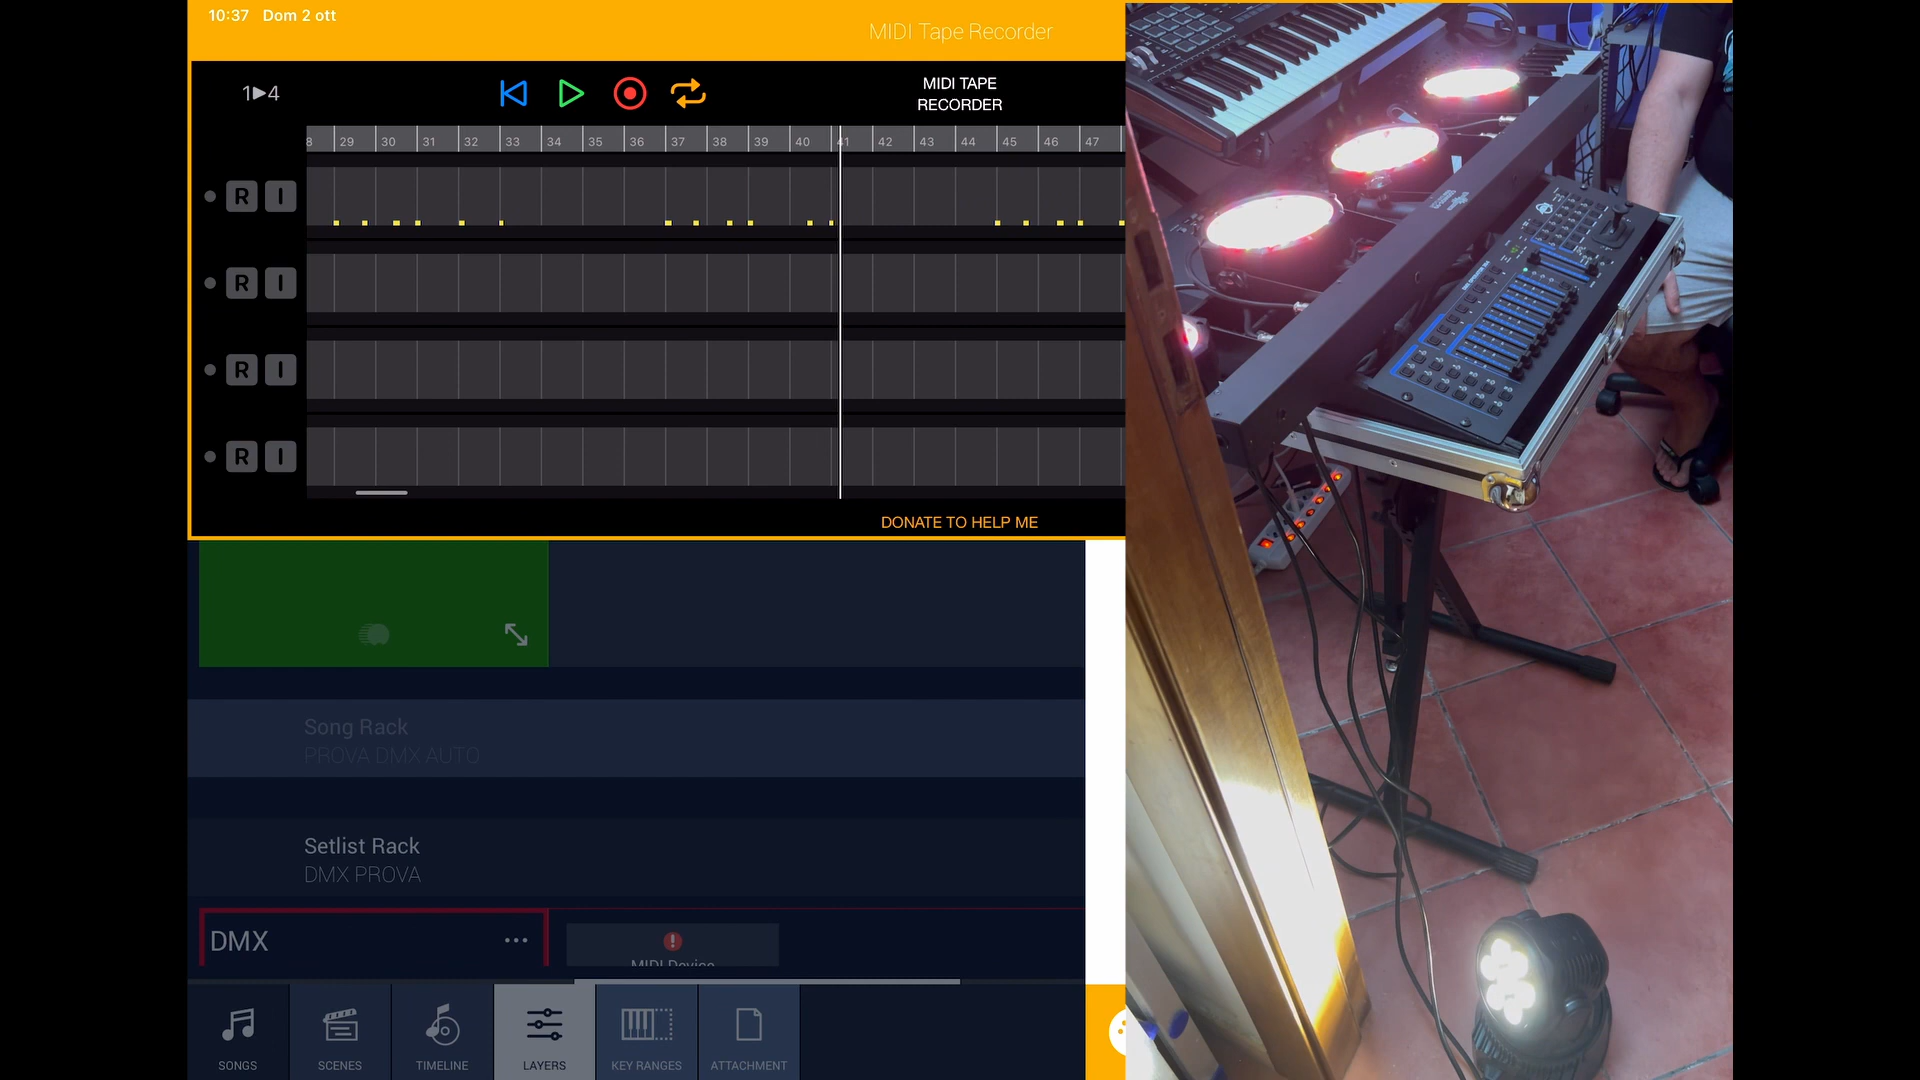 10:37 Dom 2 ott
MIDI Tape Recorder
1▶4
MIDI TAPE
RECORDER
8 29 30 31 32 33 34 35 36 37 38 39 40 41 42 43 44 45 46 47
R I
R I
R I
R I
DONATE TO HELP ME
Song Rack
PROVA DMX AUTO
Setlist Rack
DMX PROVA
DMX
MIDI Device
SONGS SCENES TIMELINE LAYERS KEY RANGES ATTACHMENT